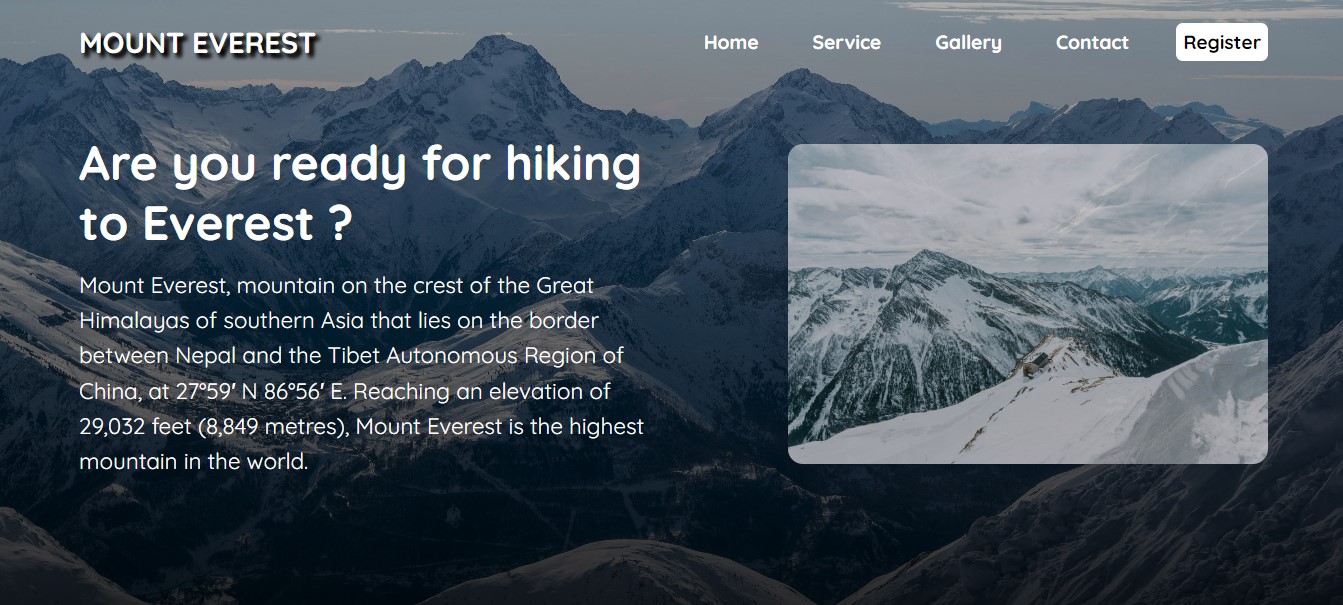 MOUNT EVEREST
Home Service Gallery Contact Register
Are you ready for hiking
to Everest ?
Mount Everest, mountain on the crest of the Great
Himalayas of southern Asia that lies on the border
between Nepal and the Tibet Autonomous Region of
China, at 27°59′ N 86°56′ E. Reaching an elevation of
29,032 feet (8,849 metres), Mount Everest is the highest
mountain in the world.